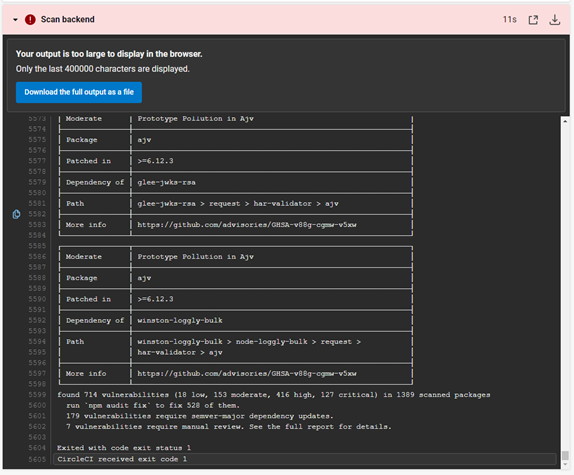 Scan backend 11s
Your output is too large to display in the browser.
Only the last 400000 characters are displayed.
Download the full output as a file
5573 Moderate Prototype Pollution in Ajv
5574
5575 Package ajv
5576
5577 Patched in >=6.12.3
5578
5579 Dependency of glee-jwks-rsa
5580
5581 Path glee-jwks-rsa > request > har-validator > ajv
5582
5583 More info https://github.com/advisories/GHSA-v88g-cgmw-v5xw
5584
5585
5586 Moderate Prototype Pollution in Ajv
5587
5588 Package ajv
5589
5590 Patched in >=6.12.3
5591
5592 Dependency of winston-loggly-bulk
5593
5594 Path winston-loggly-bulk > node-loggly-bulk > request >
5595 har-validator > ajv
5596
5597 More info https://github.com/advisories/GHSA-v88g-cgmw-v5xw
5598
5599 found 714 vulnerabilities (18 low, 153 moderate, 416 high, 127 critical) in 1389 scanned packages
5600 run `npm audit fix` to fix 528 of them.
5601 179 vulnerabilities require semver-major dependency updates.
5602 7 vulnerabilities require manual review. See the full report for details.
5603
5604 Exited with code exit status 1
5605 CircleCI received exit code 1